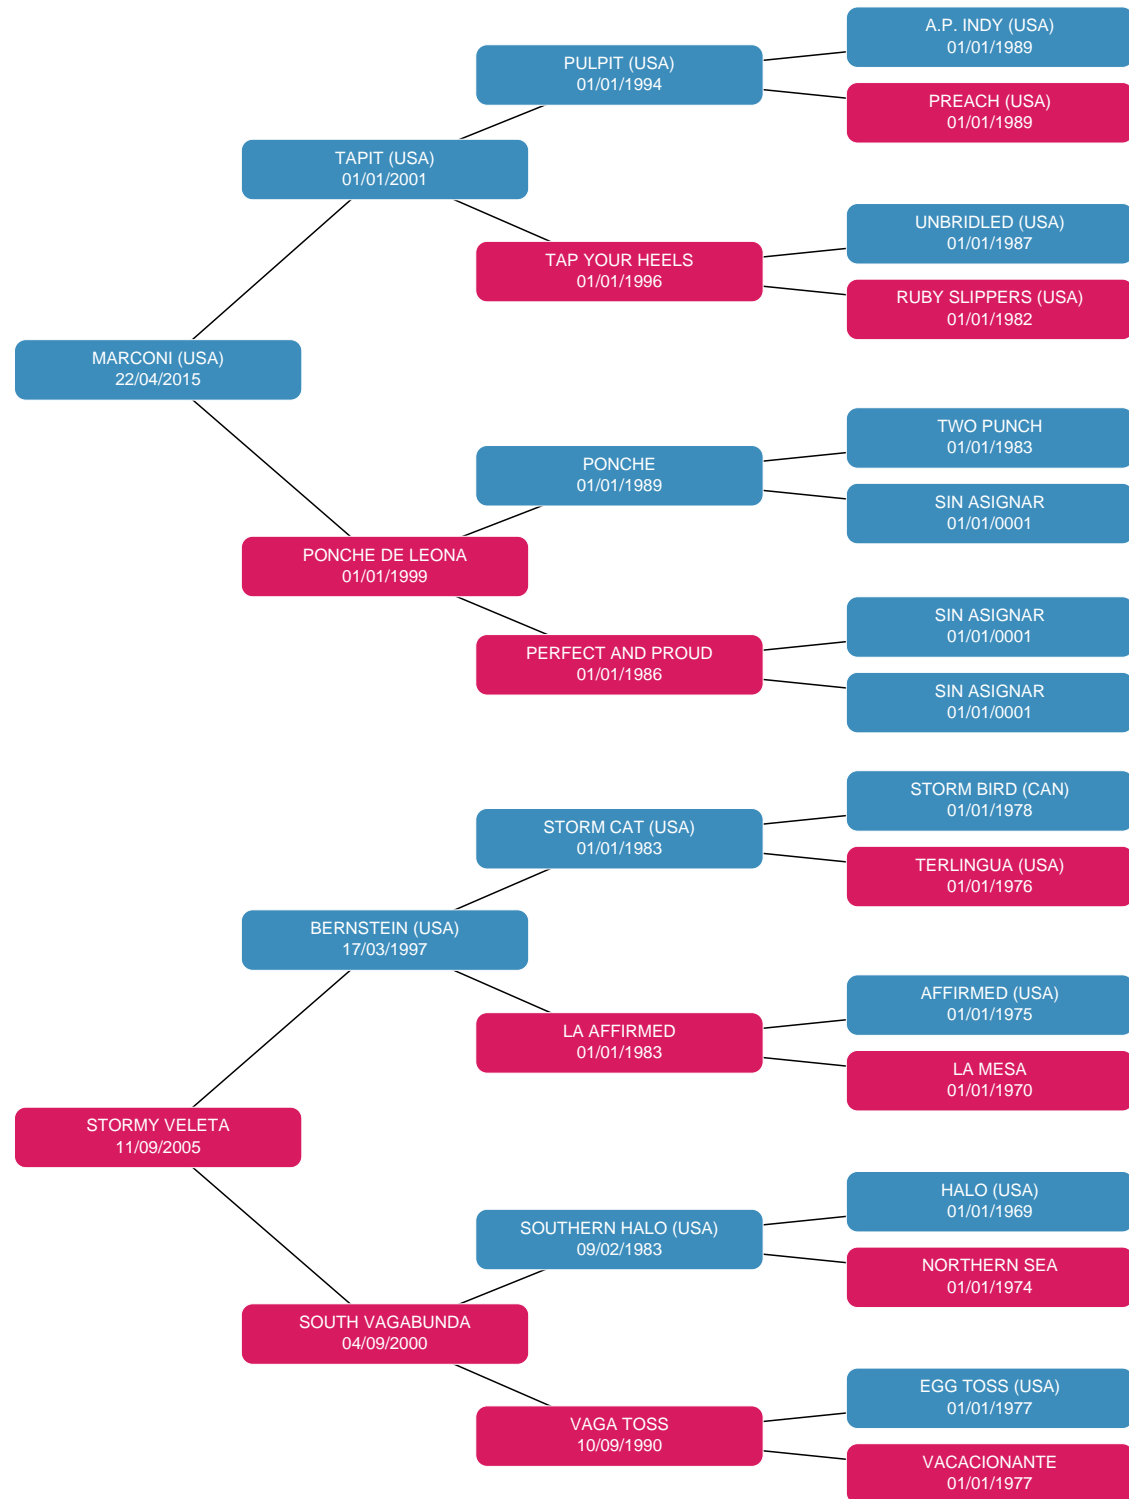 A.P. INDY (USA)
01/01/1989
PULPIT (USA)
01/01/1994
PREACH (USA)
01/01/1989
TAPIT (USA)
01/01/2001
UNBRIDLED (USA)
01/01/1987
TAP YOUR HEELS
01/01/1996
RUBY SLIPPERS (USA)
01/01/1982
MARCONI (USA)
22/04/2015
TWO PUNCH
01/01/1983
PONCHE
01/01/1989
SIN ASIGNAR
01/01/0001
PONCHE DE LEONA
01/01/1999
SIN ASIGNAR
01/01/0001
PERFECT AND PROUD
01/01/1986
SIN ASIGNAR
01/01/0001
STORM BIRD (CAN)
01/01/1978
STORM CAT (USA)
01/01/1983
TERLINGUA (USA)
01/01/1976
BERNSTEIN (USA)
17/03/1997
AFFIRMED (USA)
01/01/1975
LA AFFIRMED
01/01/1983
LA MESA
01/01/1970
STORMY VELETA
11/09/2005
HALO (USA)
01/01/1969
SOUTHERN HALO (USA)
09/02/1983
NORTHERN SEA
01/01/1974
SOUTH VAGABUNDA
04/09/2000
EGG TOSS (USA)
01/01/1977
VAGA TOSS
10/09/1990
VACACIONANTE
01/01/1977